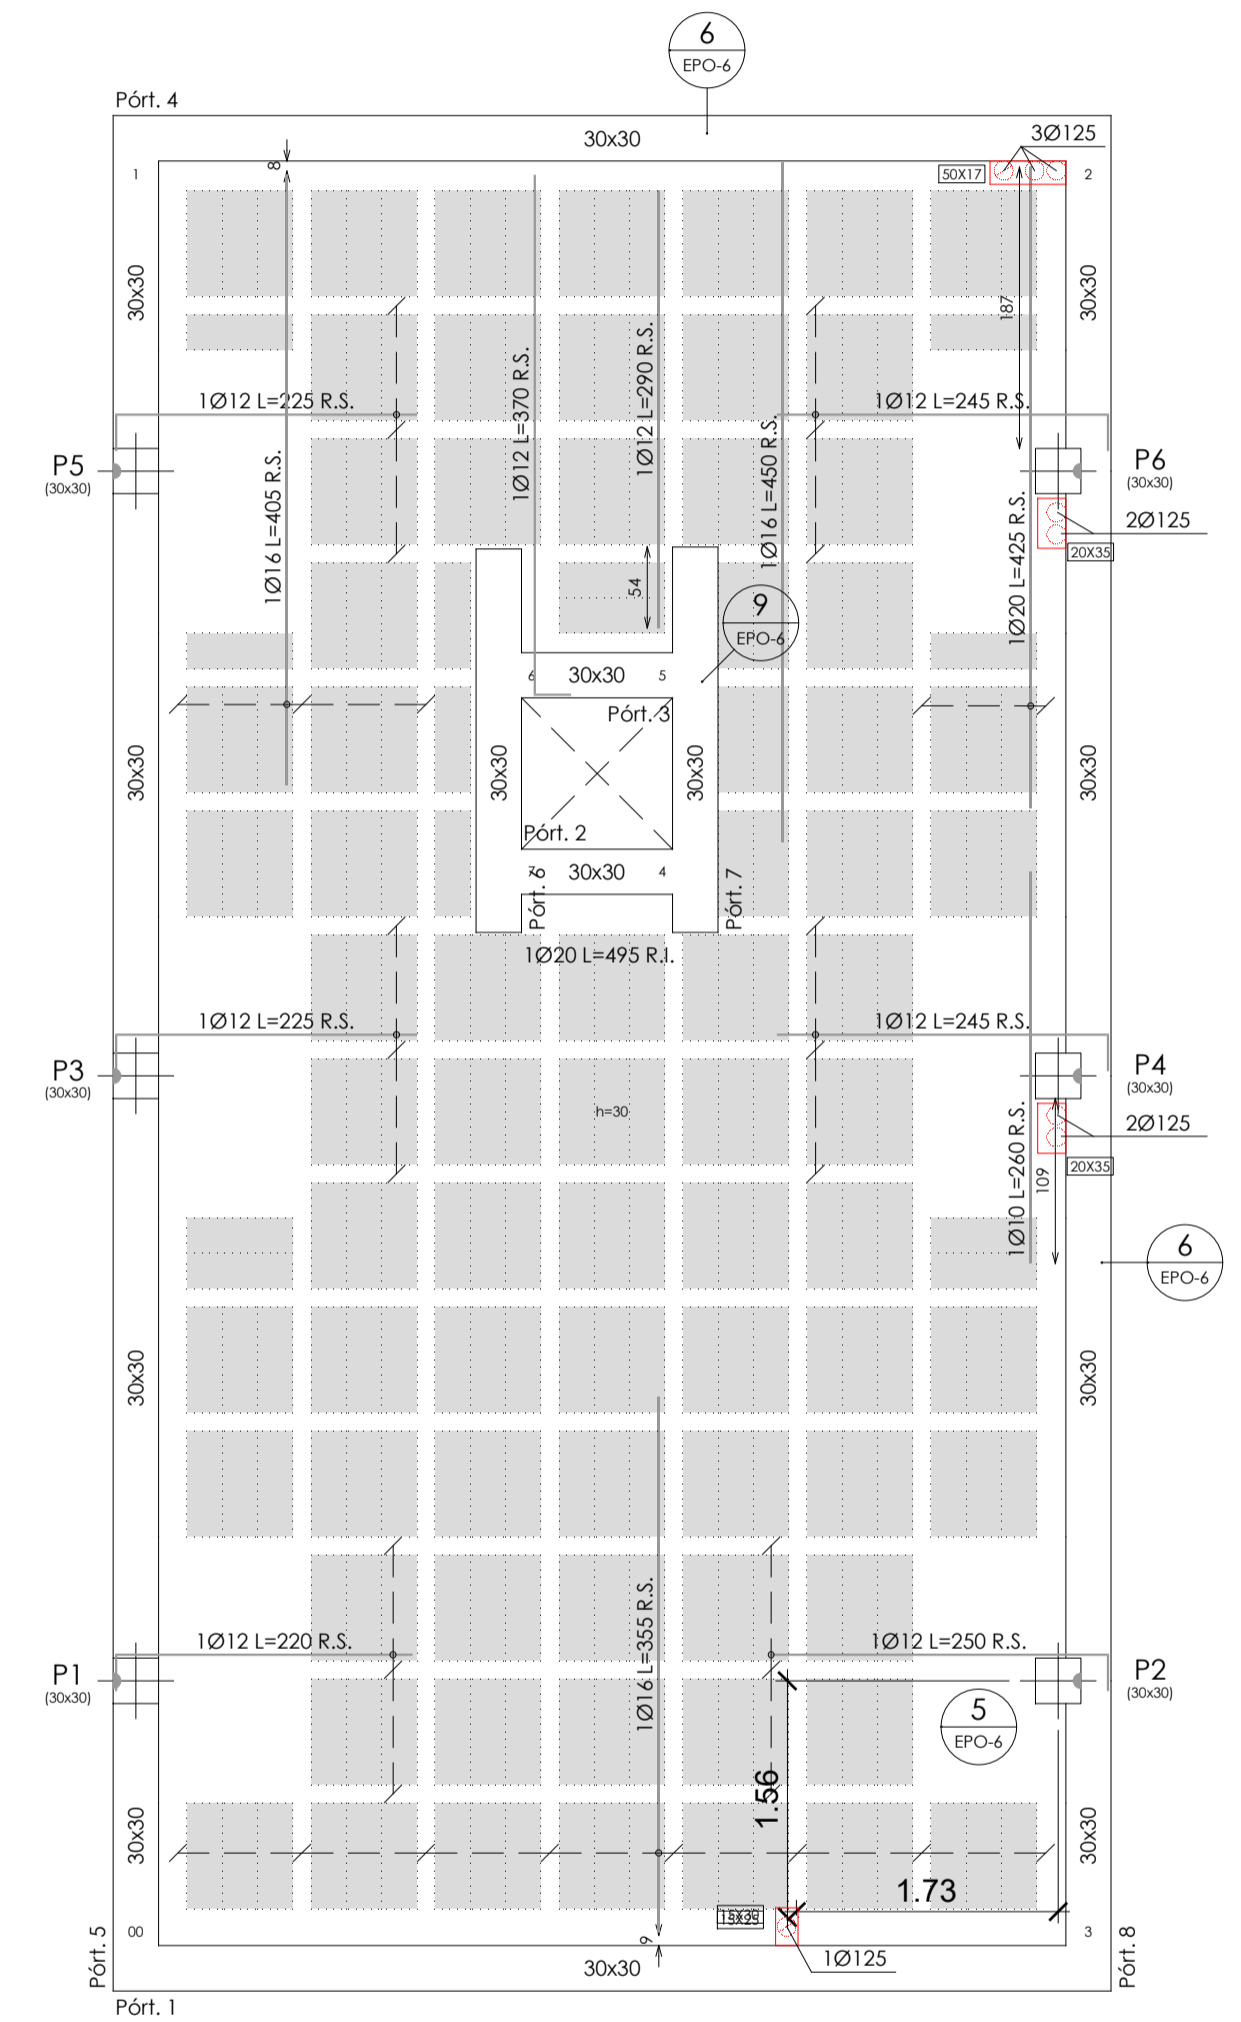 6
EPO-6
Pórt. 4
30x30
3Ø125
8
1
50X17
2
30x30
30x30
187
1Ø12 L=370 R.S.
1Ø12 L=290 R.S.
1Ø12 L=225 R.S.
1Ø12 L=245 R.S.
P5
(30x30)
1Ø16 L=405 R.S.
1Ø16 L=450 R.S.
P6
(30x30)
1Ø20 L=425 R.S.
2Ø125
20X35
54
9
EPO-6
6
30x30
5
Pórt. 3
30x30
30x30
30x30
30x30
Pórt. 2
30x30
4
Pórt. 6
Pórt. 7
1Ø20 L=495 R.I.
1Ø12 L=225 R.S.
1Ø12 L=245 R.S.
P3
(30x30)
P4
(30x30)
h=30
2Ø125
20X35
1Ø10 L=260 R.S.
109
6
EPO-6
30x30
30x30
1Ø16 L=355 R.S.
1Ø12 L=220 R.S.
1Ø12 L=250 R.S.
P1
(30x30)
P2
(30x30)
5
EPO-6
1.56
30x30
30x30
1.73
15X25
00
9
3
1Ø125
30x30
Pórt. 5
Pórt. 8
Pórt. 1